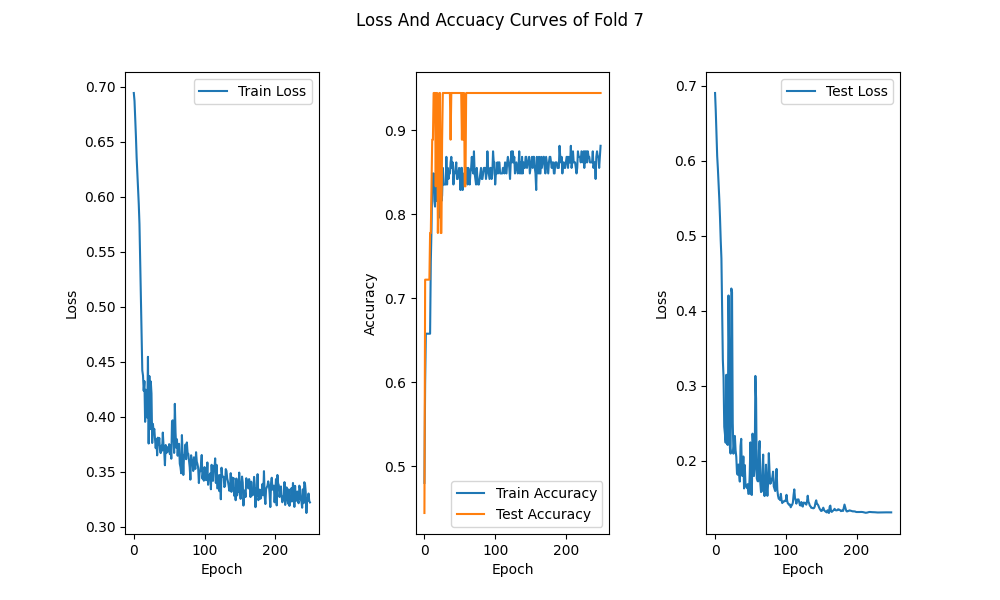 Loss And Accuacy Curves of Fold 7
Train Loss
0.70
0.65
0.60
0.55
0.50
0.45
0.40
0.35
0.30
Loss
0
100
200
Epoch
0.9
0.8
0.7
0.6
0.5
Accuracy
Train Accuracy
Test Accuracy
0
100
200
Epoch
Test Loss
0.7
0.6
0.5
0.4
0.3
0.2
Loss
0
100
200
Epoch